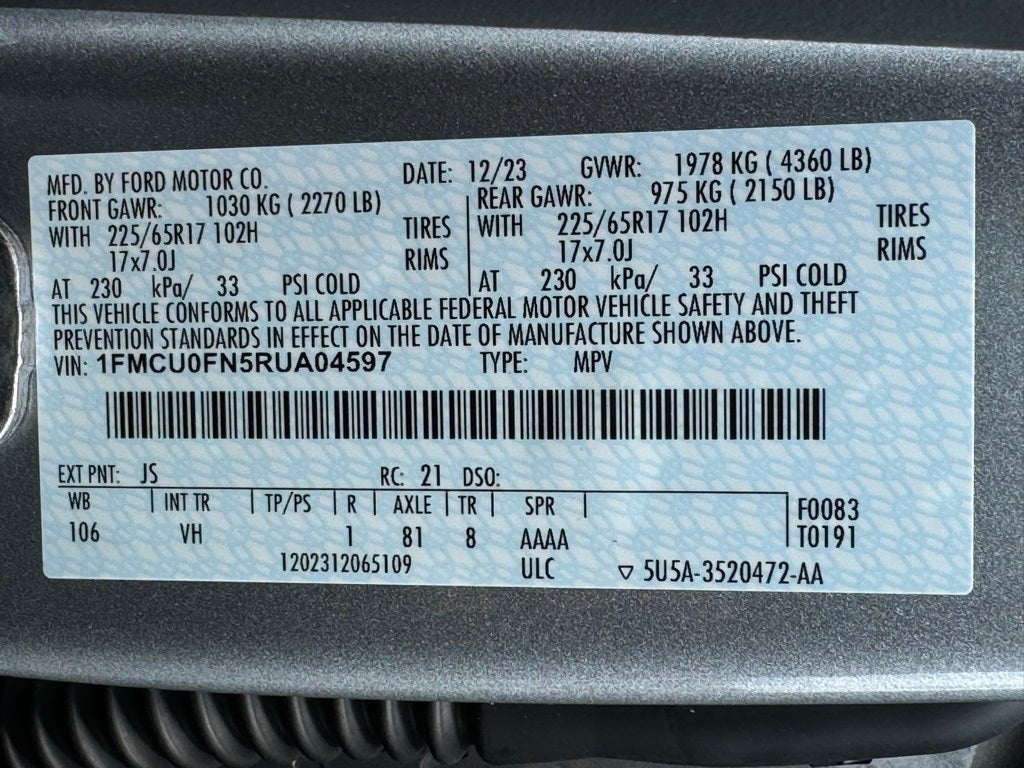 MFD. BY FORD MOTOR CO. DATE: 12/23 GVWR: 1978 KG ( 4360 LB)
FRONT GAWR: 1030 KG ( 2270 LB) REAR GAWR: 975 KG ( 2150 LB)
WITH 225/65R17 102H TIRES WITH 225/65R17 102H TIRES
17x7.0J RIMS 17x7.0J RIMS
AT 230 kPa/ 33 PSI COLD AT 230 kPa/ 33 PSI COLD
THIS VEHICLE CONFORMS TO ALL APPLICABLE FEDERAL MOTOR VEHICLE SAFETY AND THEFT
PREVENTION STANDARDS IN EFFECT ON THE DATE OF MANUFACTURE SHOWN ABOVE.
VIN: 1FMCU0FN5RUA04597 TYPE: MPV
EXT PNT: JS RC: 21 DSO:
WB | INT TR | TP/PS | R | AXLE | TR | SPR | F0083
106 VH 1 81 8 AAAA T0191
1202312065109 ULC ▽ 5U5A-3520472-AA